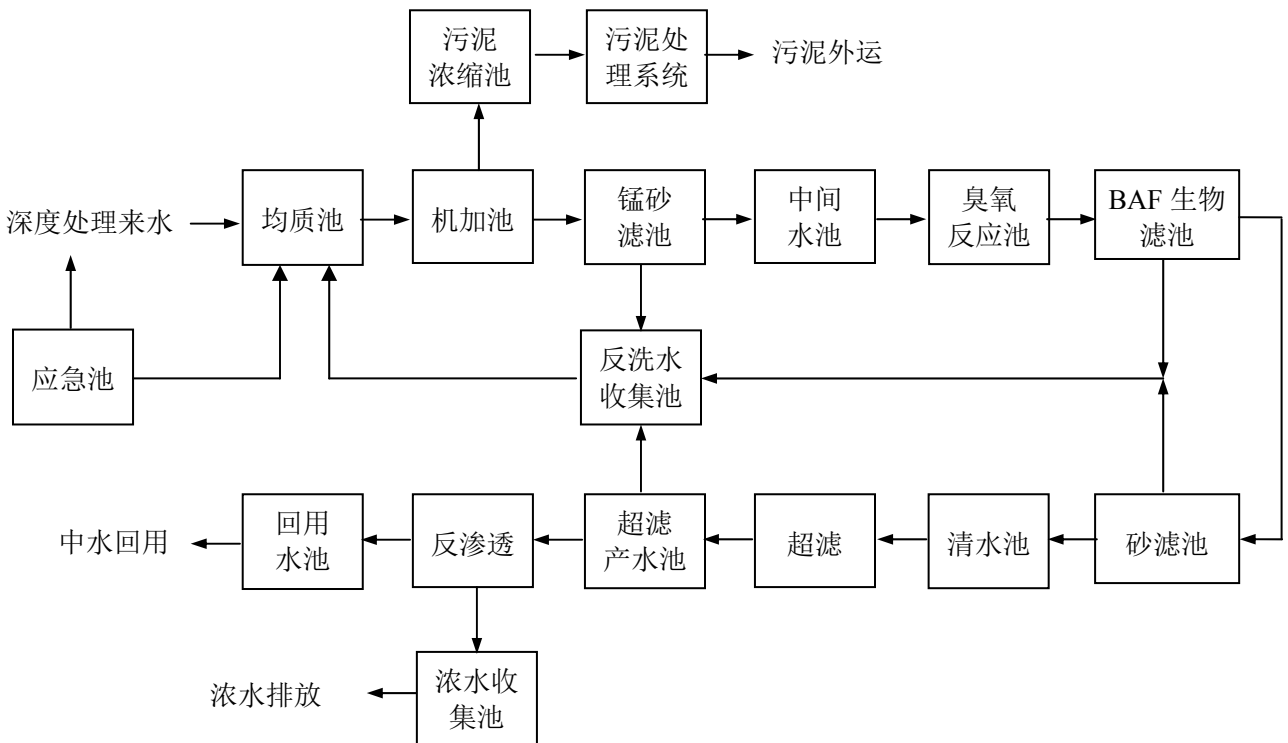 污泥
浓缩池
污泥处
理系统
污泥外运
深度处理来水
均质池
机加池
锰砂
滤池
中间
水池
臭氧
反应池
BAF 生物
滤池
应急池
反洗水
收集池
中水回用
回用
水池
反渗透
超滤
产水池
超滤
清水池
砂滤池
浓水排放
浓水收
集池